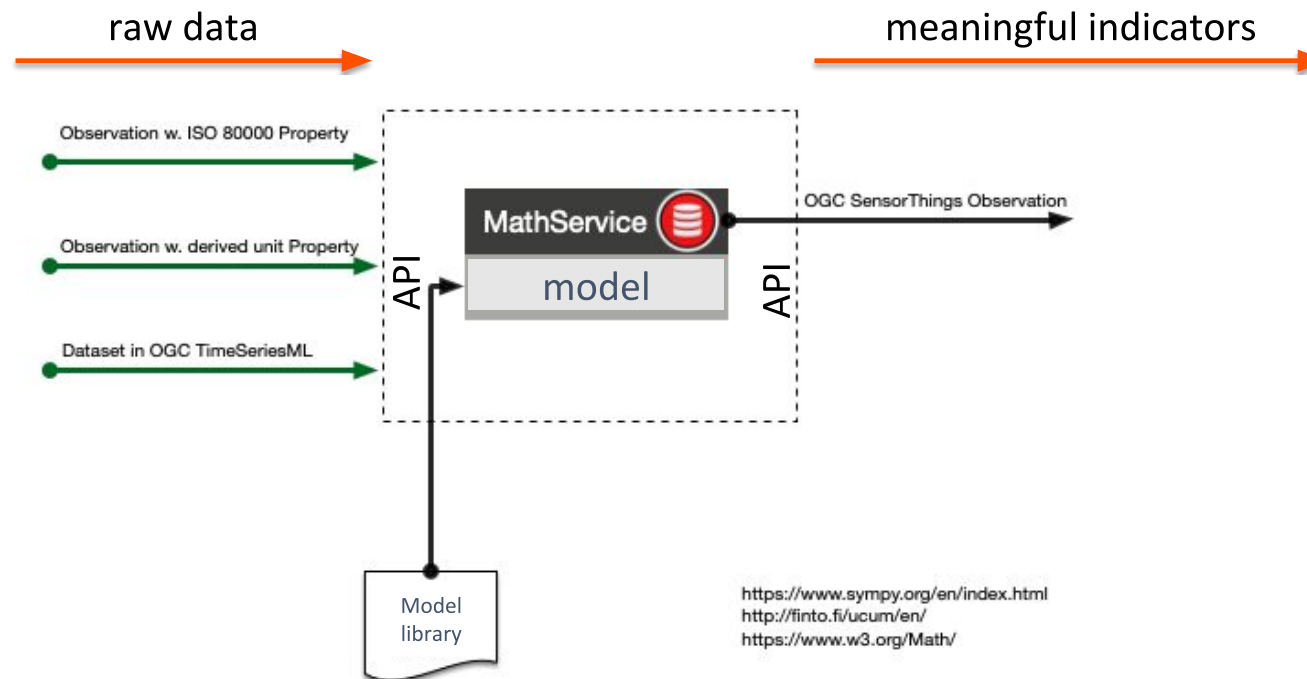 raw data
meaningful indicators
Observation w. ISO 80000 Property
Observation w. derived unit Property
Dataset in OGC TimeSeriesML
API
MathService
model
API
OGC SensorThings Observation
Model
library
https://www.sympy.org/en/index.html
http://finto.fi/ucum/en/
https://www.w3.org/Math/